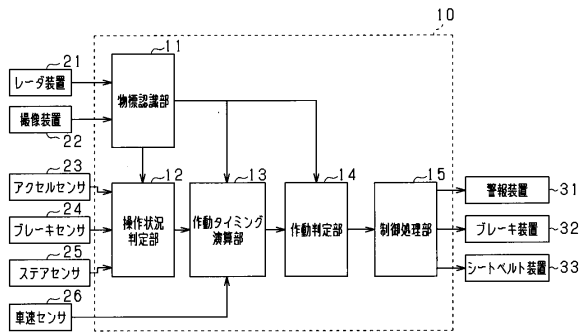 10
11
21
レーダ装置
物標認識部
撮像装置
22
23
アクセルセンサ
12
13
14
15
24
ブレーキセンサ
操作状況
判定部
作動タイミング
演算部
作動判定部
制御処理部
警報装置
31
ブレーキ装置
32
25
ステアセンサ
シートベルト装置
33
26
車速センサ